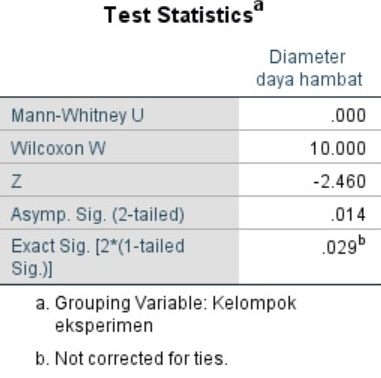 Test Statistics^a
Diameter
daya hambat
Mann-Whitney U .000
Wilcoxon W 10.000
Z -2.460
Asymp. Sig. (2-tailed) .014
Exact Sig. [2*(1-tailed .029^b
Sig.)]
a. Grouping Variable: Kelompok
eksperimen
b. Not corrected for ties.